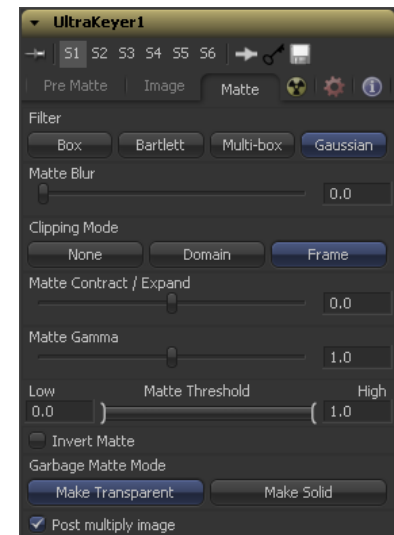 UltraKeyer1
S1 S2 S3 S4 S5 S6
Pre Matte Image Matte
Filter
Box Bartlett Multi-box Gaussian
Matte Blur
0.0
Clipping Mode
None Domain Frame
Matte Contract / Expand
0.0
Matte Gamma
1.0
Low Matte Threshold High
0.0 1.0
Invert Matte
Garbage Matte Mode
Make Transparent Make Solid
Post multiply image